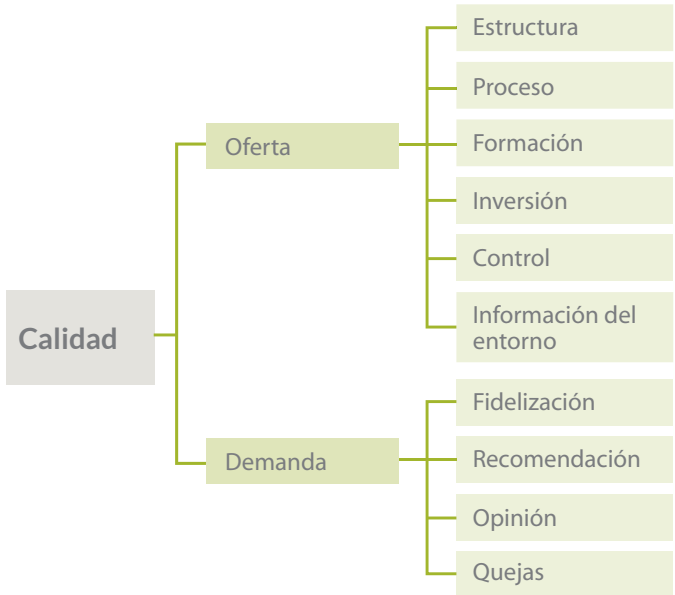 Calidad
Oferta
Estructura
Proceso
Formación
Inversión
Control
Información del
entorno
Demanda
Fidelización
Recomendación
Opinión
Quejas